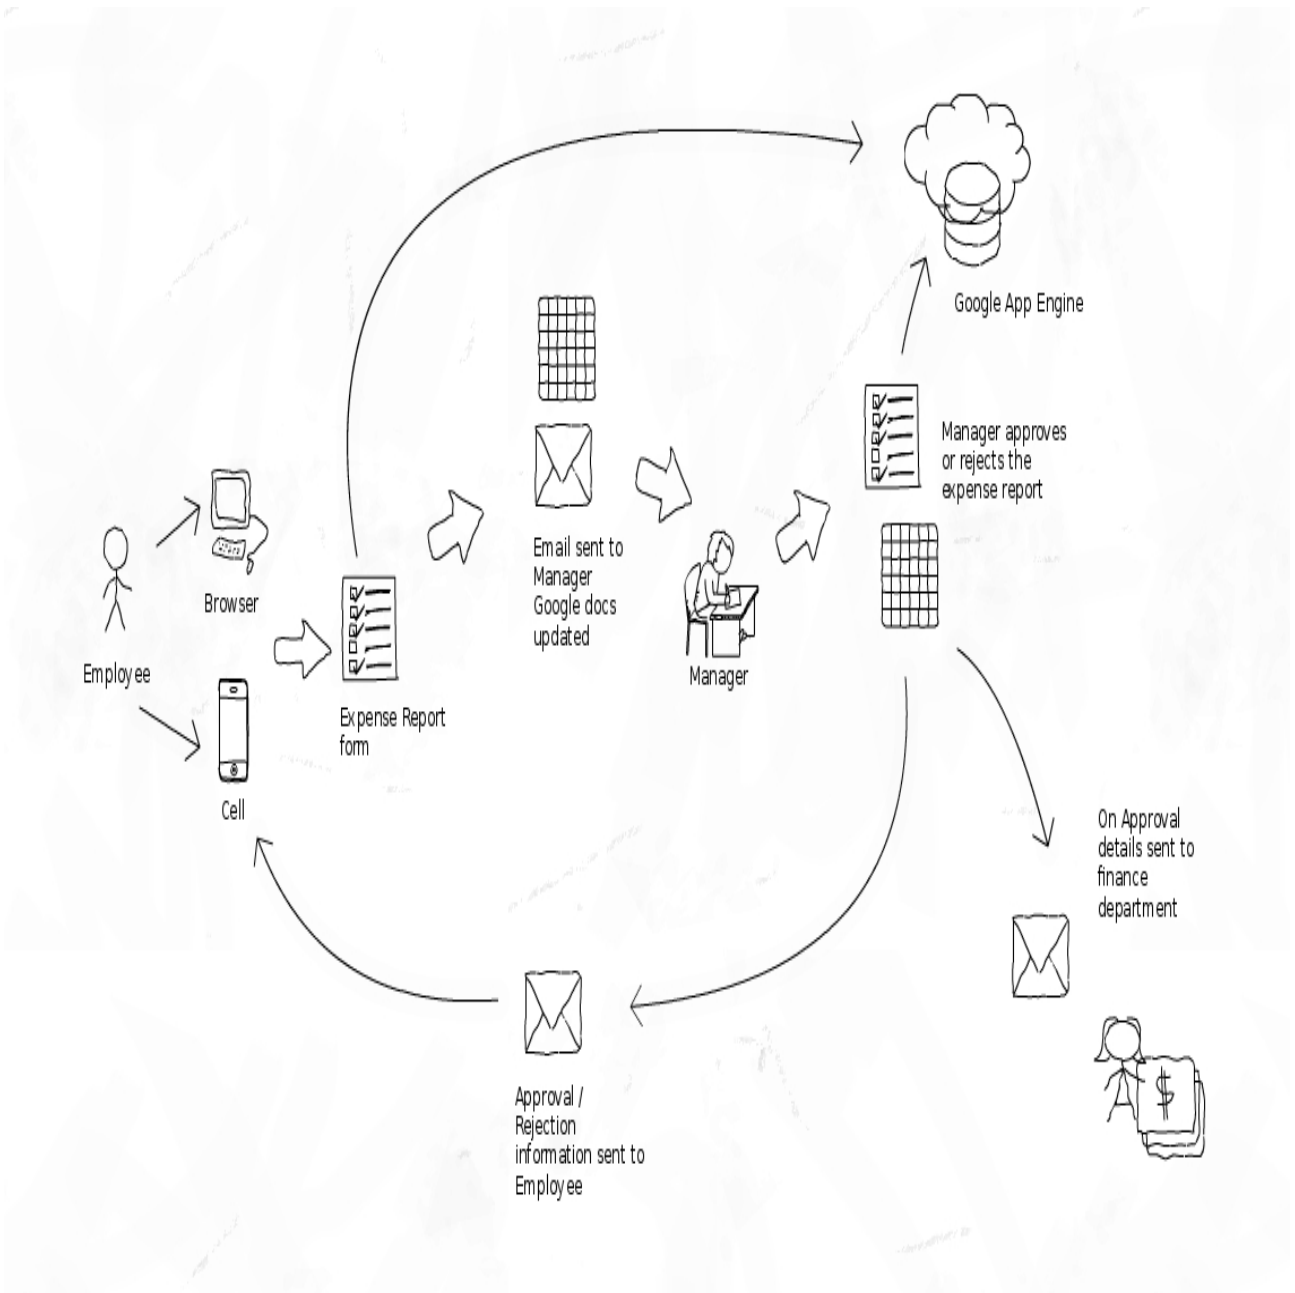 Google App Engine
Manager approves
or rejects the
expense report
Email sent to
Manager
Google docs
updated
Browser
Employee
Manager
Expense Report
form
Cell
On Approval
details sent to
finance
department
$
Approval /
Rejection
information sent to
Employee